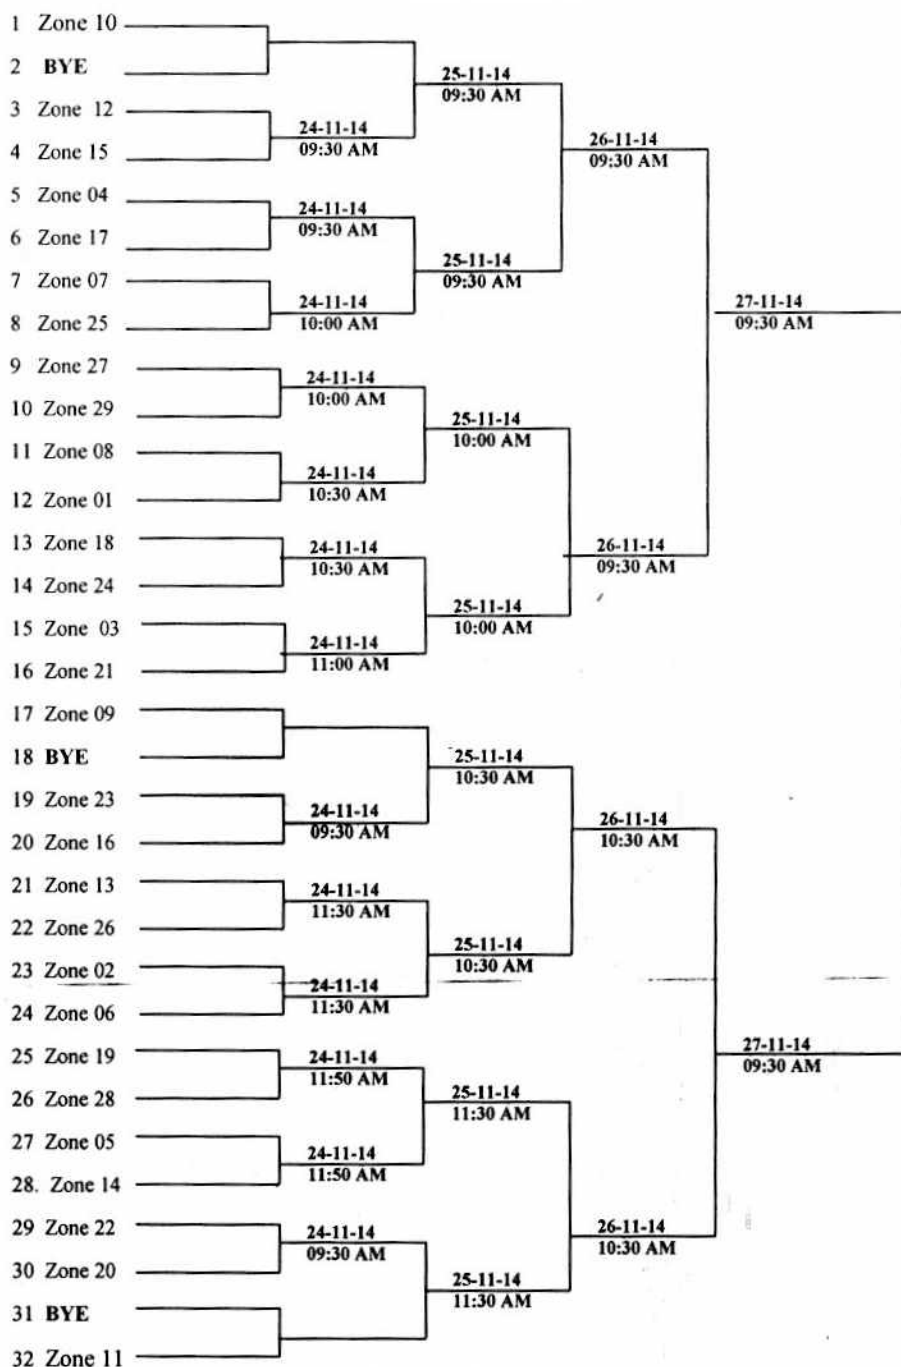 1 Zone 10
2 BYE
3 Zone 12
4 Zone 15
5 Zone 04
6 Zone 17
7 Zone 07
8 Zone 25
9 Zone 27
10 Zone 29
11 Zone 08
12 Zone 01
13 Zone 18
14 Zone 24
15 Zone 03
16 Zone 21
17 Zone 09
18 BYE
19 Zone 23
20 Zone 16
21 Zone 13
22 Zone 26
23 Zone 02
24 Zone 06
25 Zone 19
26 Zone 28
27 Zone 05
28. Zone 14
29 Zone 22
30 Zone 20
31 BYE
32 Zone 11
24-11-14
09:30 AM
24-11-14
09:30 AM
24-11-14
10:00 AM
24-11-14
10:00 AM
24-11-14
10:30 AM
24-11-14
10:30 AM
24-11-14
11:00 AM
24-11-14
09:30 AM
24-11-14
11:30 AM
24-11-14
11:30 AM
24-11-14
11:50 AM
24-11-14
11:50 AM
24-11-14
09:30 AM
25-11-14
09:30 AM
25-11-14
09:30 AM
25-11-14
10:00 AM
25-11-14
10:00 AM
25-11-14
10:30 AM
25-11-14
10:30 AM
25-11-14
11:30 AM
25-11-14
11:30 AM
26-11-14
09:30 AM
26-11-14
09:30 AM
26-11-14
10:30 AM
26-11-14
10:30 AM
27-11-14
09:30 AM
27-11-14
09:30 AM